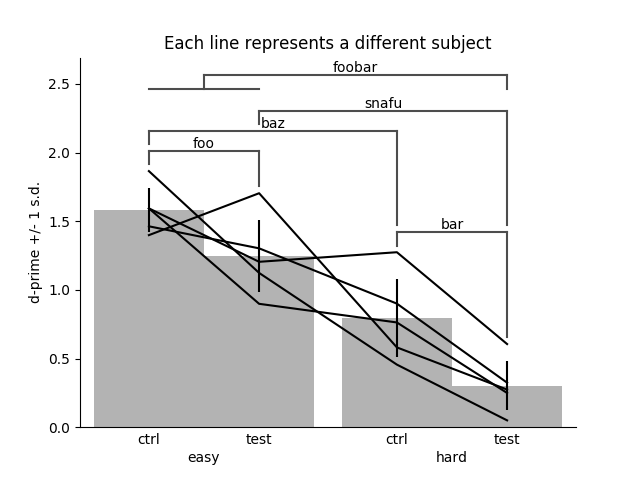 Each line represents a different subject
foobar
snafu
baz
foo
bar
d-prime +/- 1 s.d.
2.5
2.0
1.5
1.0
0.5
0.0
ctrl test ctrl test
easy hard